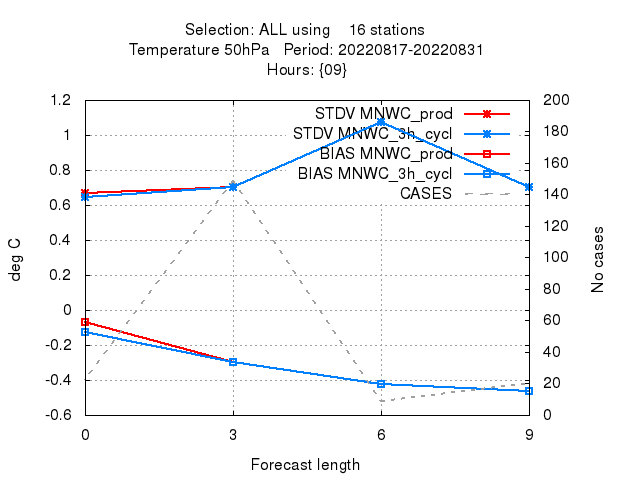 Selection: ALL using    16 stations
Temperature 50hPa   Period: 20220817-20220831
Hours: {09}
STDV MNWC_prod
STDV MNWC_3h_cycl
BIAS MNWC_prod
BIAS MNWC_3h_cycl
CASES
deg C
1.2
1
0.8
0.6
0.4
0.2
0
-0.2
-0.4
-0.6
No cases
200
180
160
140
120
100
80
60
40
20
0
0 3 6 9
Forecast length